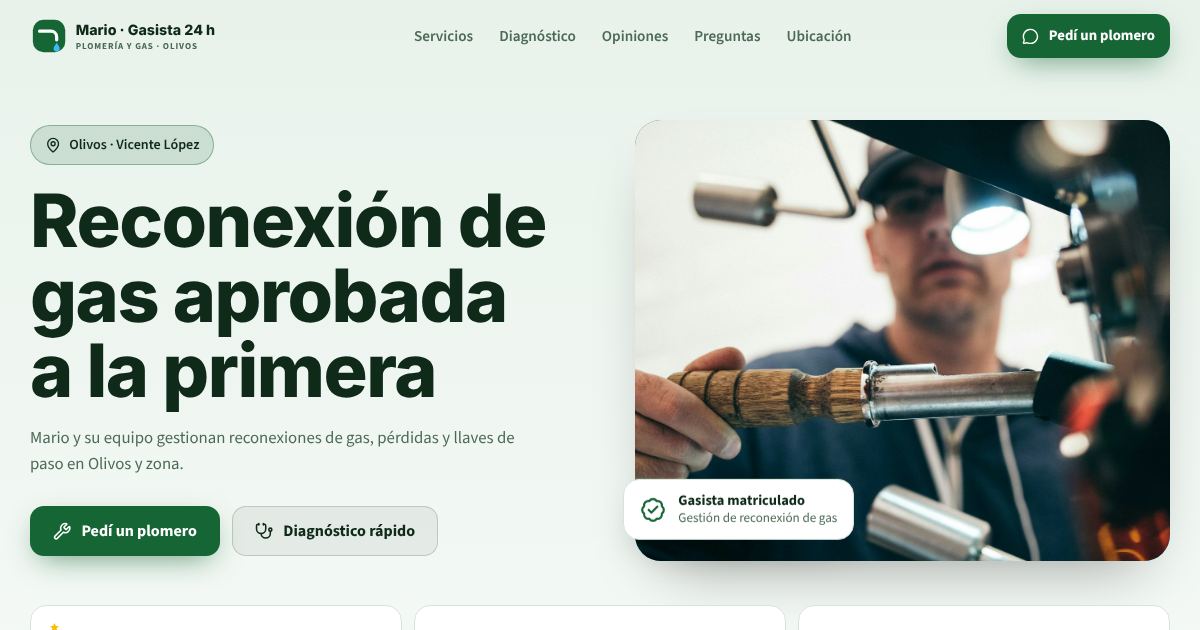 Mario · Gasista 24 h
PLOMERÍA Y GAS · OLIVOS
Servicios
Diagnóstico
Opiniones
Preguntas
Ubicación
Pedí un plomero
Olivos · Vicente López
Reconexión de
gas aprobada
a la primera
Mario y su equipo gestionan reconexiones de gas, pérdidas y llaves de
paso en Olivos y zona.
Pedí un plomero
Diagnóstico rápido
Gasista matriculado
Gestión de reconexión de gas